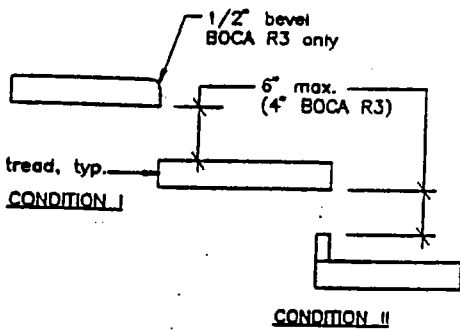 1/2" bevel
BOCA R3 only
6" max.
(4" BOCA R3)
tread, typ.
CONDITION I
CONDITION II